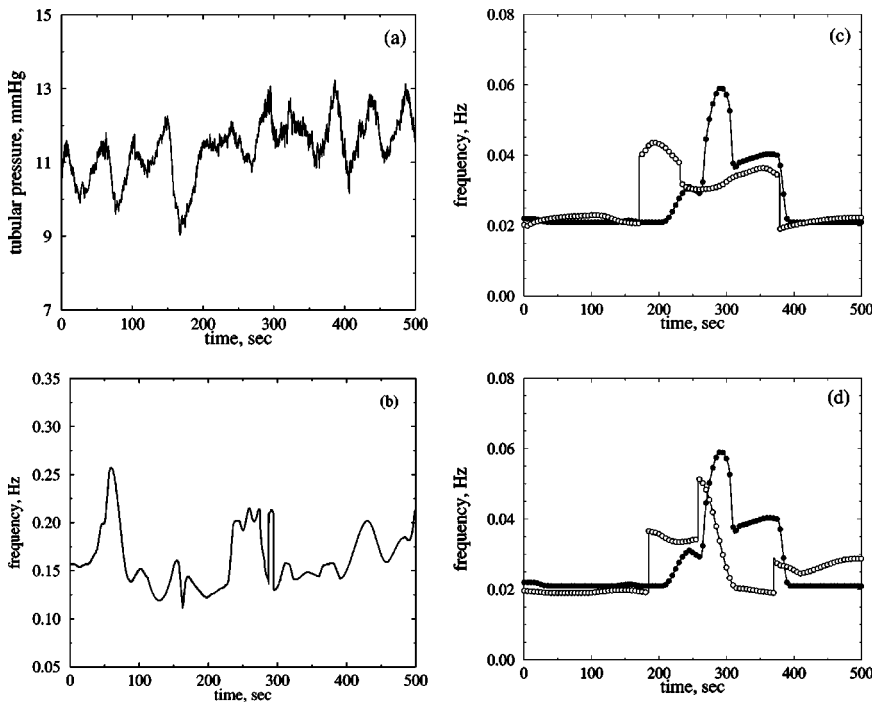 (a)
tubular pressure, mmHg
15
13
11
9
7
0 100 200 300 400 500
time, sec
(c)
frequency, Hz
0.08
0.06
0.04
0.02
0.00
0 100 200 300 400 500
time, sec
(b)
frequency, Hz
0.35
0.30
0.25
0.20
0.15
0.10
0.05
0 100 200 300 400 500
time, sec
(d)
frequency, Hz
0.08
0.06
0.04
0.02
0.00
0 100 200 300 400 500
time, sec